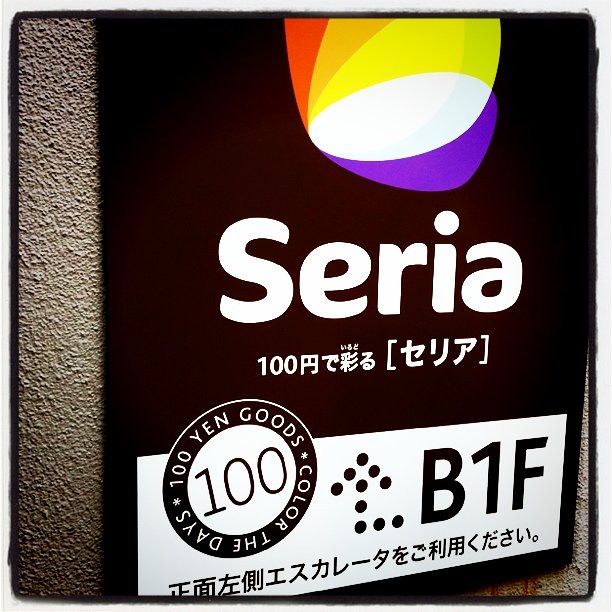 Seria
100円で彩る［セリア］
いろど
100 YEN GOODS * COLOR THE DAYS *
100
B1F
正面左側エスカレータをご利用ください。